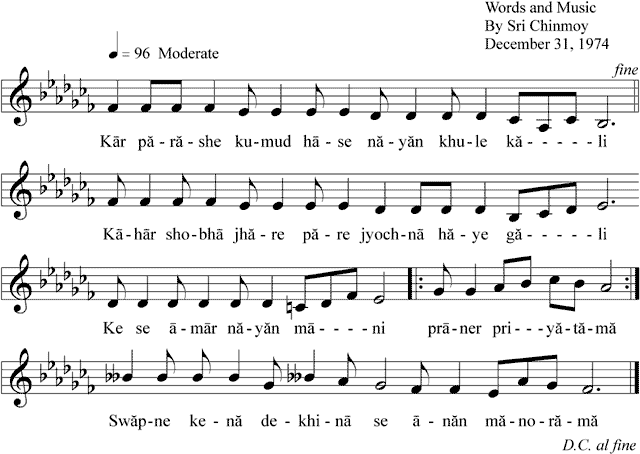 Words and Music
By Sri Chinmoy
December 31, 1974
= 96 Moderate
fine
Kār pă-ră-she ku-mud hā-se nă-yăn khu-le kă- - - - - li
Kā-hār sho-bhā jhă-re pă-re jyoch-nā hă-ye gă- - - - - li
Ke se ā-mār nă-yăn mā- - - - ni prā-ner pri- - -yă-tă-mă
Swăp-ne ke-nă de-khi-nā se ā-năn mă-no-ră-mă
D.C. al fine